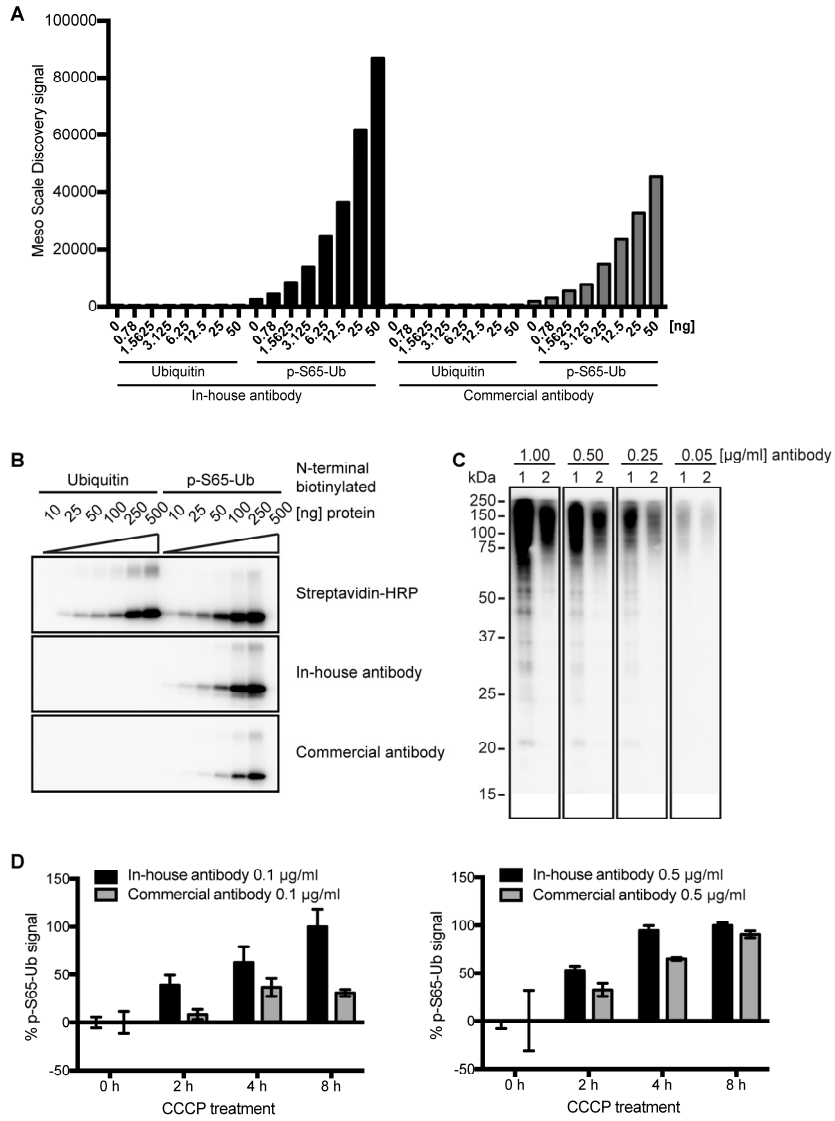 A
Meso Scale Discovery signal
100000
80000
60000
40000
20000
0
0 0.78 1.5625 3.125 6.25 12.5 25 50 0 0.78 1.5625 3.125 6.25 12.5 25 50 0 0.78 1.5625 3.125 6.25 12.5 25 50 0 0.78 1.5625 3.125 6.25 12.5 25 50 [ng]
Ubiquitin p-S65-Ub Ubiquitin p-S65-Ub
In-house antibody Commercial antibody
B
Ubiquitin p-S65-Ub N-terminal
biotinylated
10 25 50 100 250 500 10 25 50 100 250 500 [ng] protein
Streptavidin-HRP
In-house antibody
Commercial antibody
C
1.00 0.50 0.25 0.05 [µg/ml] antibody
kDa 1 2 1 2 1 2 1 2
250
150
100
75
50
37
25
20
15
D
% p-S65-Ub signal
150
100
50
0
-50
In-house antibody 0.1 µg/ml
Commercial antibody 0.1 µg/ml
0 h 2 h 4 h 8 h
CCCP treatment
% p-S65-Ub signal
150
100
50
0
-50
In-house antibody 0.5 µg/ml
Commercial antibody 0.5 µg/ml
0 h 2 h 4 h 8 h
CCCP treatment